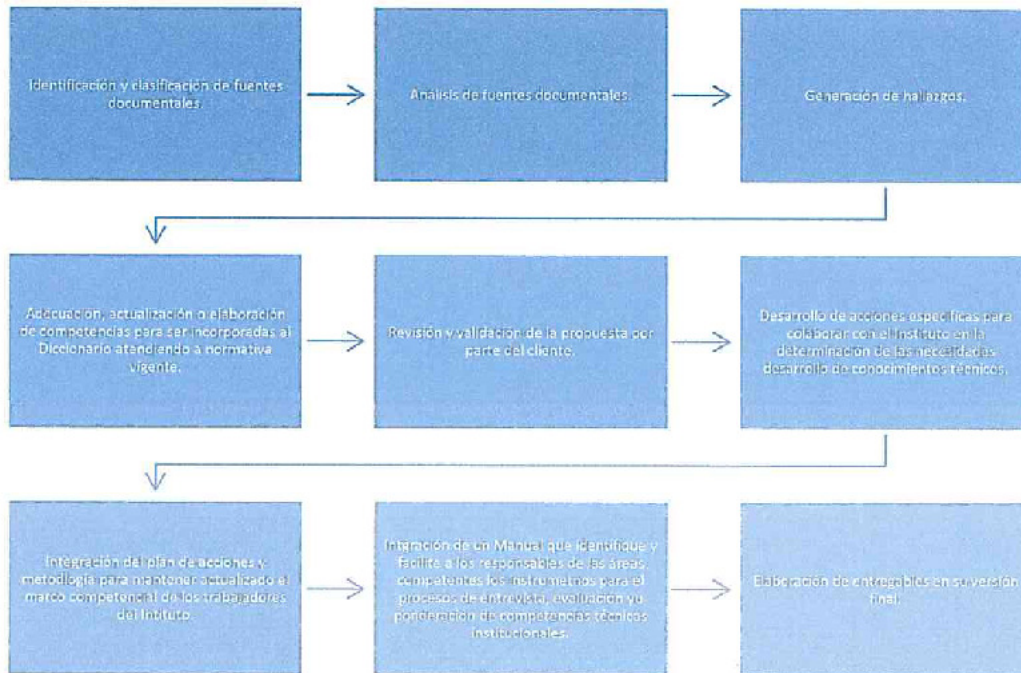 Identificación y clasificación de fuentes
documentales.
Análisis de fuentes documentales.
Generación de hallazgos.
Adecuación, actualización o elaboración
de competencias para ser incorporadas al
Diccionario atendiendo a normativa
vigente.
Revisión y validación de la propuesta por
parte del cliente.
Desarrollo de acciones especificas para
colaborar con el Instituto en la
determinación de las necesidades
desarrollo de conocimientos técnicos.
Integración del plan de acciones y
metodlogía para mantener actualizado el
marco competencial de los trabajadores
del Intituto.
Intgración de un Manual que identifique y
facilite a los responsables de las áreas
competentes los instrumetnos para el
procesos de entrevista, evaluación y
ponderación de competencias técnicas
institucionales.
Elaboración de entregables en su versión
final.